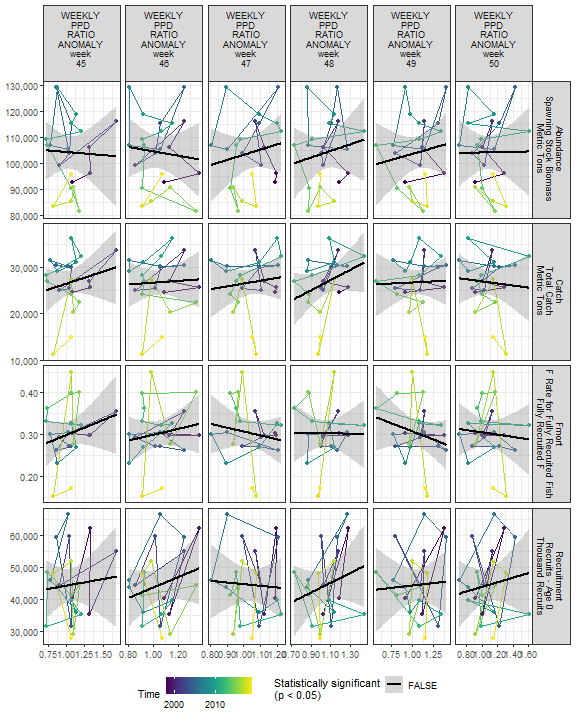 WEEKLY
PPD
RATIO
ANOMALY
week
45
WEEKLY
PPD
RATIO
ANOMALY
week
46
WEEKLY
PPD
RATIO
ANOMALY
week
47
WEEKLY
PPD
RATIO
ANOMALY
week
48
WEEKLY
PPD
RATIO
ANOMALY
week
49
WEEKLY
PPD
RATIO
ANOMALY
week
50
130,000
120,000
110,000
100,000
90,000
80,000
Abundance
Spawning Stock Biomass
Metric Tons
30,000
20,000
10,000
Catch
Total Catch
Metric Tons
0.40
0.30
0.20
Fmort
F Rate for Fully Recruited Fish
Fully Recruited F
60,000
50,000
40,000
30,000
Recruitment
Recruits - Age 0
Thousand Recruits
0.75 1.00 1.25 1.50
0.80 1.00 1.20
0.80 0.90 1.00 1.10 1.20
0.70 0.90 1.10 1.30
0.75 1.00 1.25
0.80 1.00 1.20 1.40 1.60
Time
2000 2010
Statistically significant
(p < 0.05)
FALSE